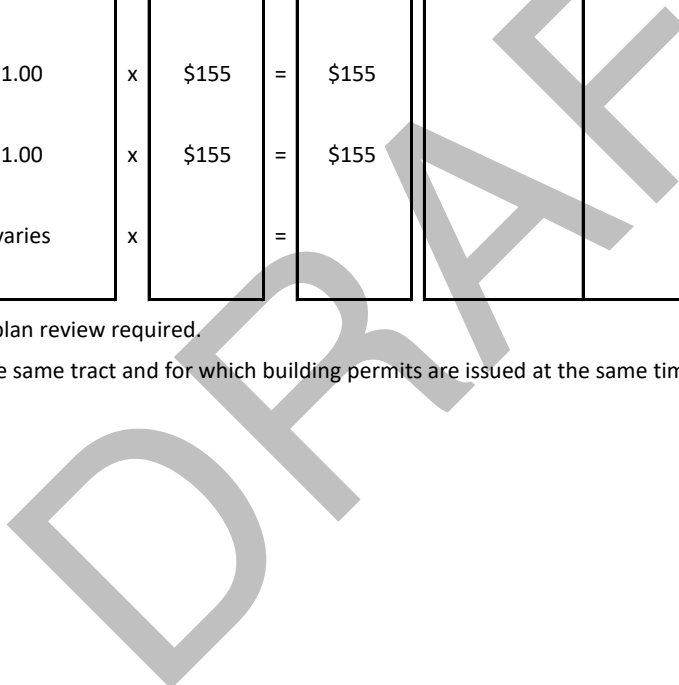 1.00 x $155 = $155
1.00 x $155 = $155
varies x =
plan review required.
same tract and for which building permits are issued at the same
DRAF